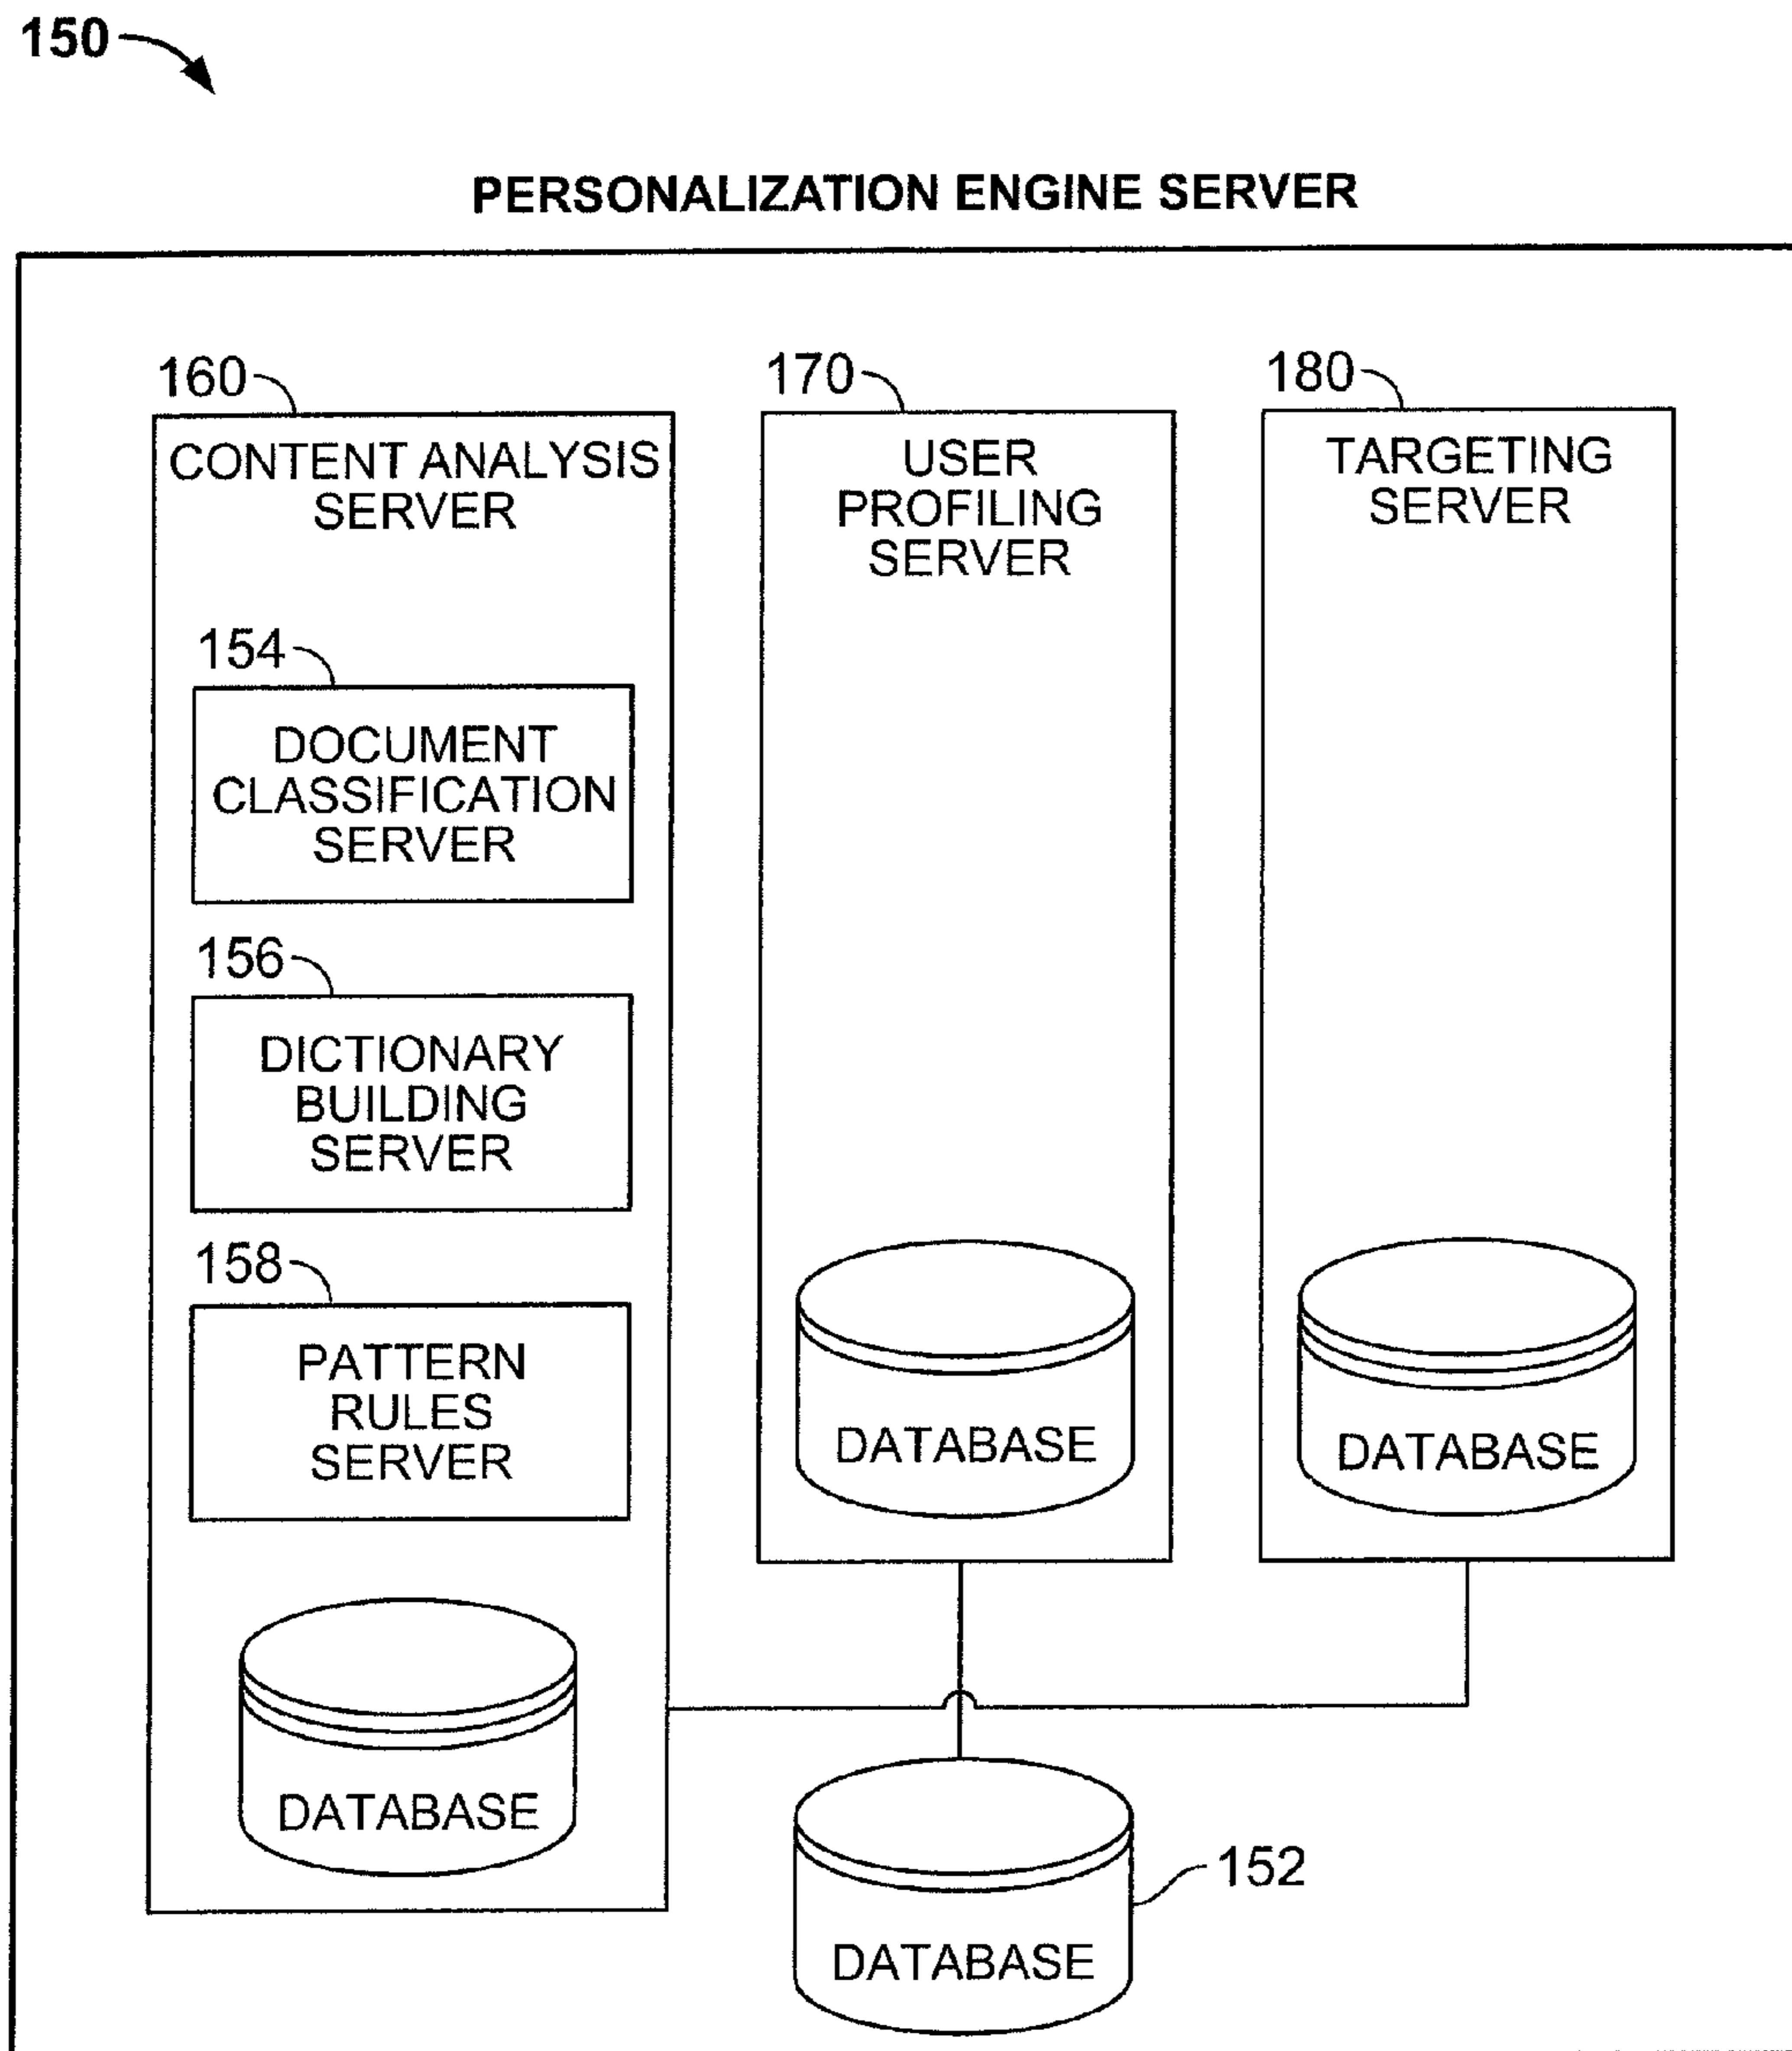 150
PERSONALIZATION ENGINE SERVER
160
CONTENT ANALYSIS
SERVER
154
DOCUMENT
CLASSIFICATION
SERVER
156
DICTIONARY
BUILDING
SERVER
158
PATTERN
RULES
SERVER
DATABASE
170
USER
PROFILING
SERVER
DATABASE
180
TARGETING
SERVER
DATABASE
152
DATABASE